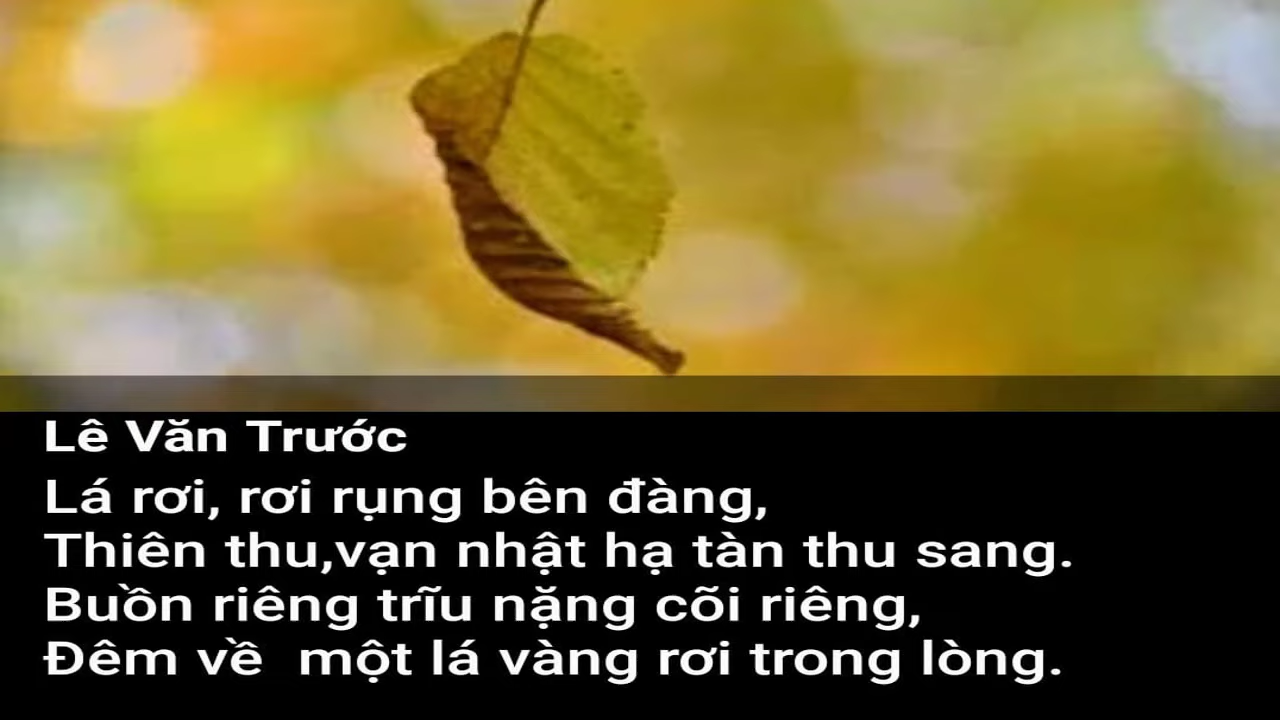 Lê Văn Trước
Lá rơi, rơi rụng bên đàng,
Thiên thu,vạn nhật hạ tàn thu sang.
Buồn riêng trĩu nặng cõi riêng,
Đêm về  một lá vàng rơi trong lòng.